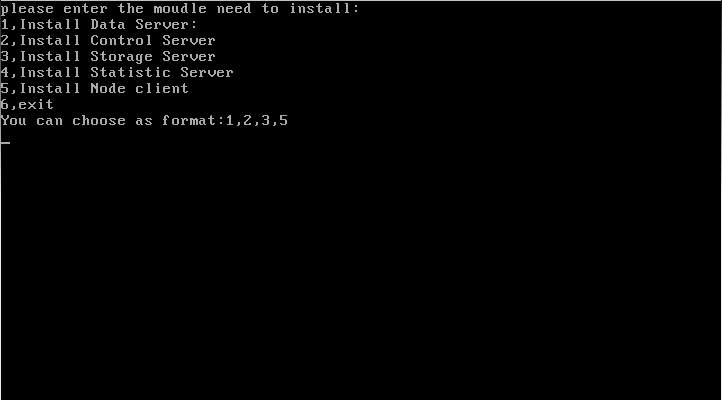 please enter the moudle need to install:
1,Install Data Server:
2,Install Control Server
3,Install Storage Server
4,Install Statistic Server
5,Install Node client
6,exit
You can choose as format:1,2,3,5